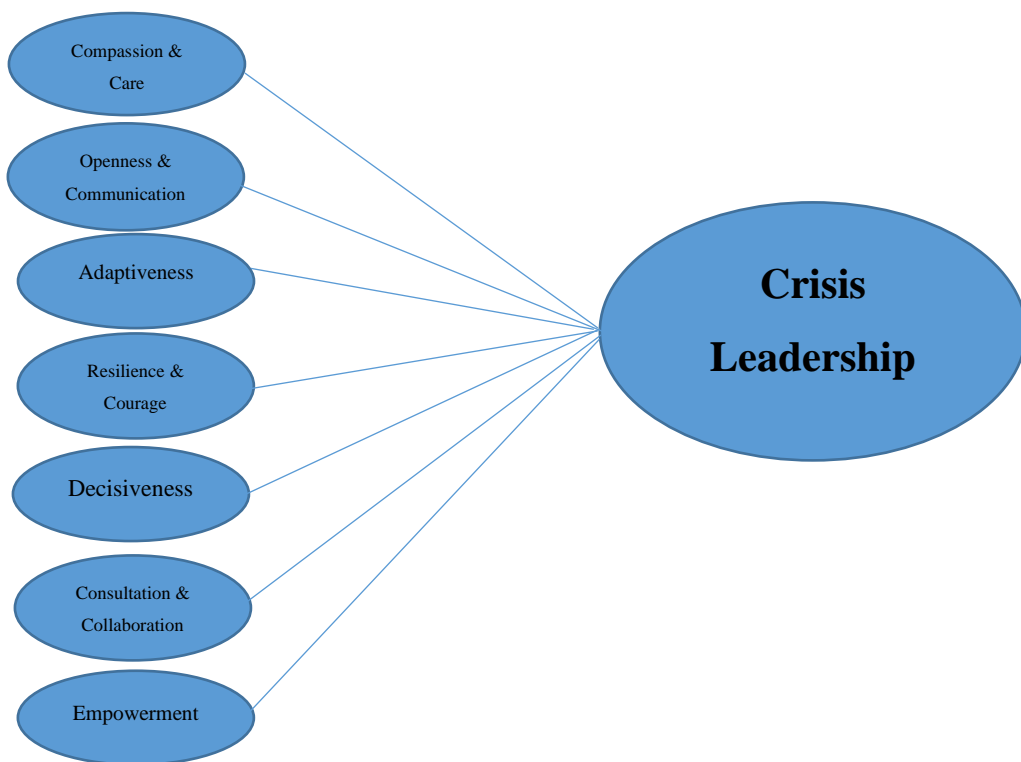 Compassion &
Care
Openness &
Communication
Adaptiveness
Resilience &
Courage
Decisiveness
Consultation &
Collaboration
Empowerment
Crisis
Leadership